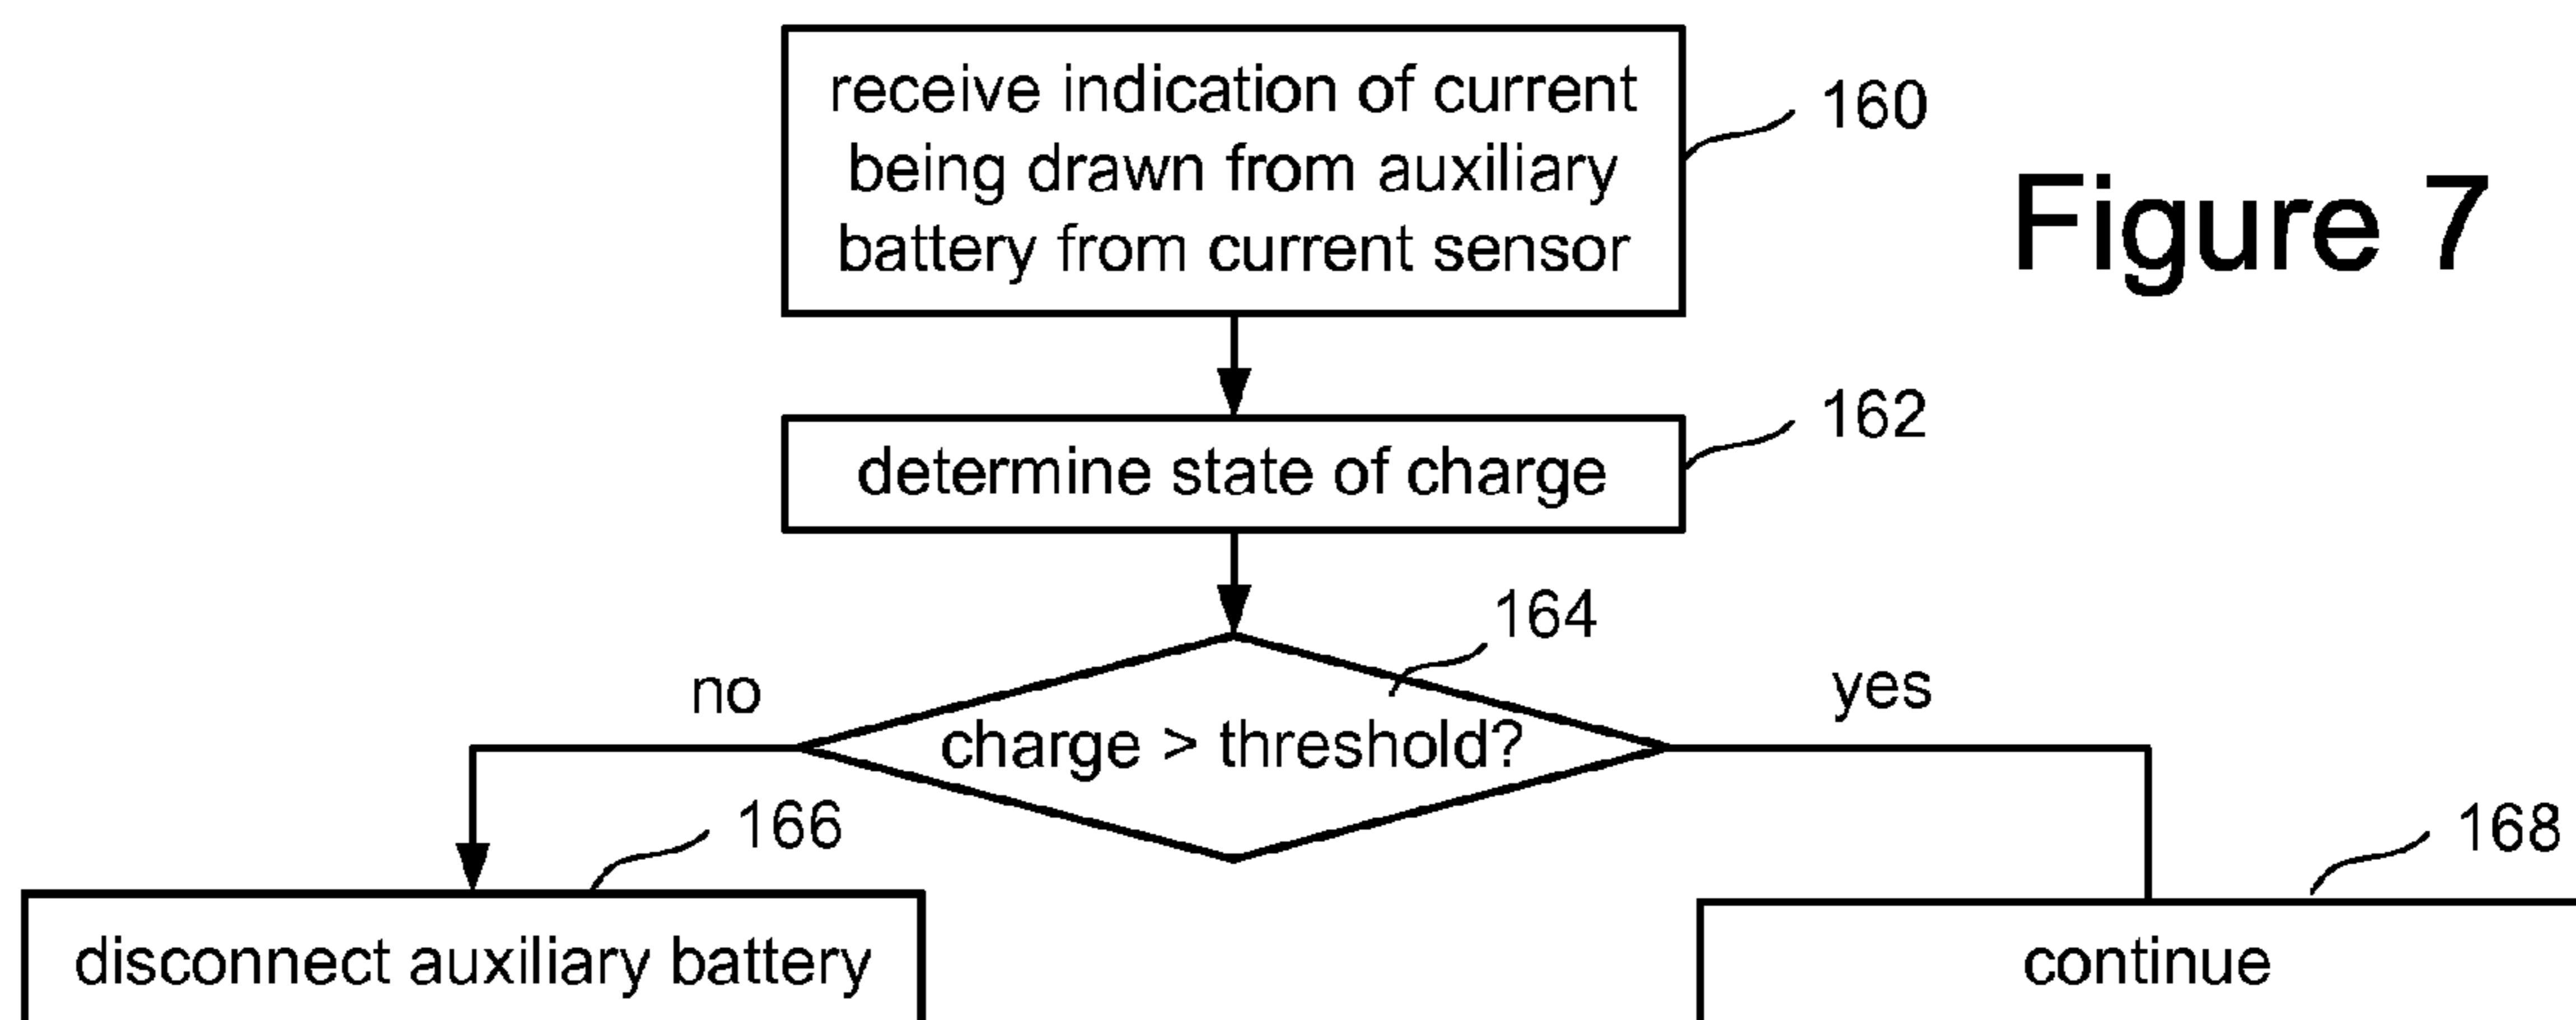 receive indication of current
being drawn from auxiliary
battery from current sensor
160
Figure 7
determine state of charge
162
164
no
charge > threshold?
yes
166
168
disconnect auxiliary battery
continue